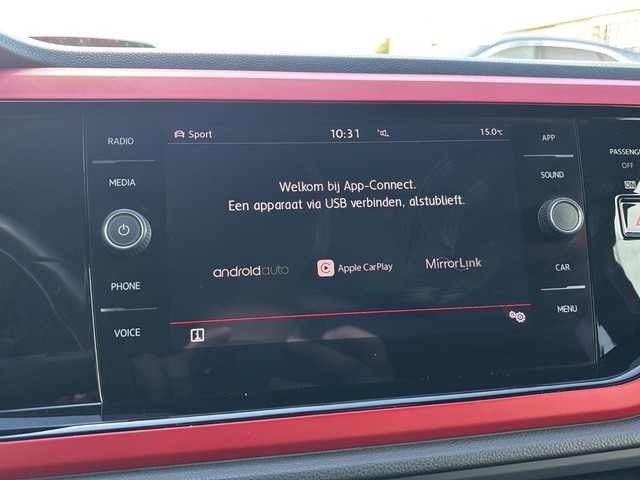 RADIO
MEDIA
PHONE
VOICE
Sport 10:31 15.0°C
Welkom bij App-Connect.
Een apparaat via USB verbinden, alstublieft.
androidauto Apple CarPlay MirrorLink
i
APP
SOUND
CAR
MENU
OFF
ON